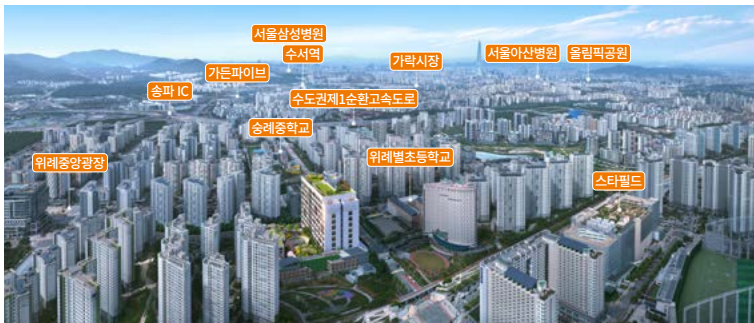 서울삼성병원
수서역
가든파이브
가락시장
서울아산병원
올림픽공원
송파 IC
수도권제1순환고속도로
숭례중학교
위례중앙광장
위례별초등학교
스타필드